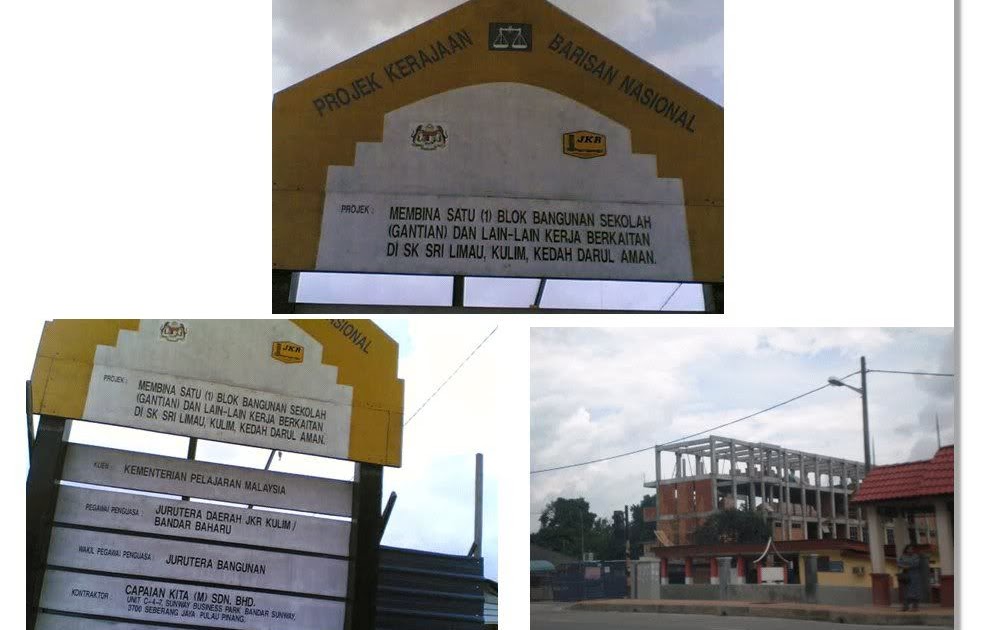 PROJEK KERAJAAN BARISAN NASIONAL
JKR
PROJEK : MEMBINA SATU (1) BLOK BANGUNAN SEKOLAH
(GANTIAN) DAN LAIN-LAIN KERJA BERKAITAN
DI SK SRI LIMAU, KULIM, KEDAH DARUL AMAN.
SIONAL
JKR
PROJEK : MEMBINA SATU (1) BLOK BANGUNAN SEKOLAH
(GANTIAN) DAN LAIN-LAIN KERJA BERKAITAN
DI SK SRI LIMAU, KULIM, KEDAH DARUL AMAN.
KLIEN : KEMENTERIAN PELAJARAN MALAYSIA
PEGAWAI PENGUASA : JURUTERA DAERAH JKR KULIM /
BANDAR BAHARU
WAKIL PEGAWAI PENGUASA : JURUTERA BANGUNAN
KONTRAKTOR : CAPAIAN KITA (M) SDN. BHD.
UNIT C-4-7, SUNWAY BUSINESS PARK, BANDAR SUNWAY,
3700 SEBERANG JAYA PULAU PINANG.